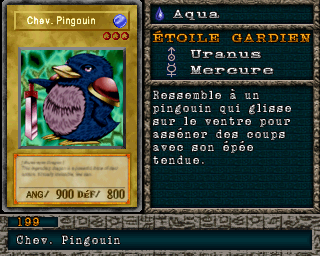 Chev. Pingouin
ANG/ 900 DéF/ 800
Aqua
ÉTOILE GARDIEN
Uranus
Mercure
Ressemble à un
pingouin qui glisse
sur le ventre pour
asséner des coups
avec son épée
tendue.
199
Chev. Pingouin